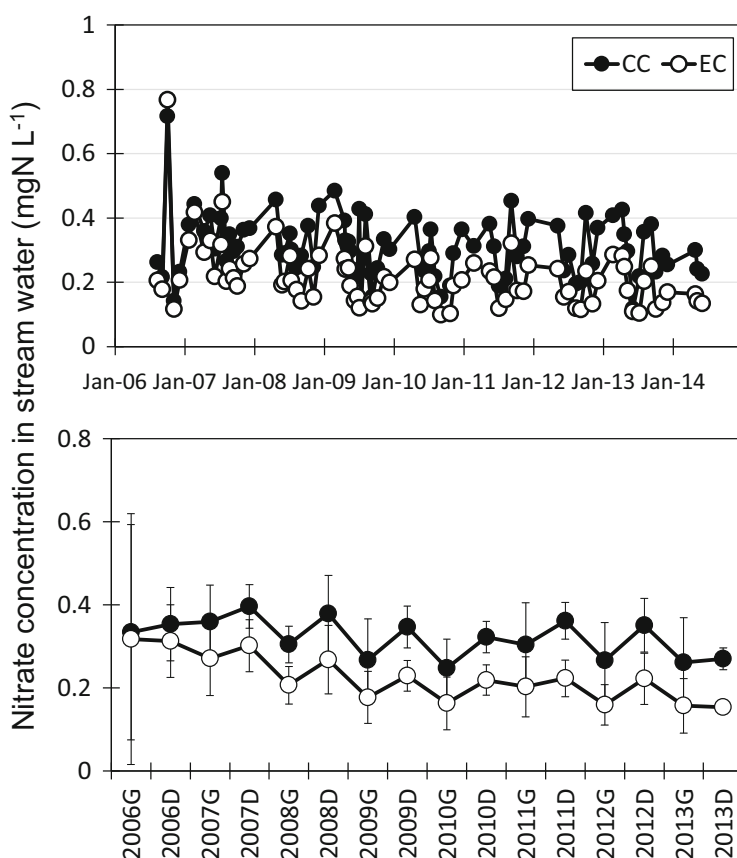 Nitrate concentration in stream water (mgN L-1)
1
0.8
0.6
0.4
0.2
0
CC EC
Jan-06 Jan-07 Jan-08 Jan-09 Jan-10 Jan-11 Jan-12 Jan-13 Jan-14
0.8
0.6
0.4
0.2
0
2006G
2006D
2007G
2007D
2008G
2008D
2009G
2009D
2010G
2010D
2011G
2011D
2012G
2012D
2013G
2013D